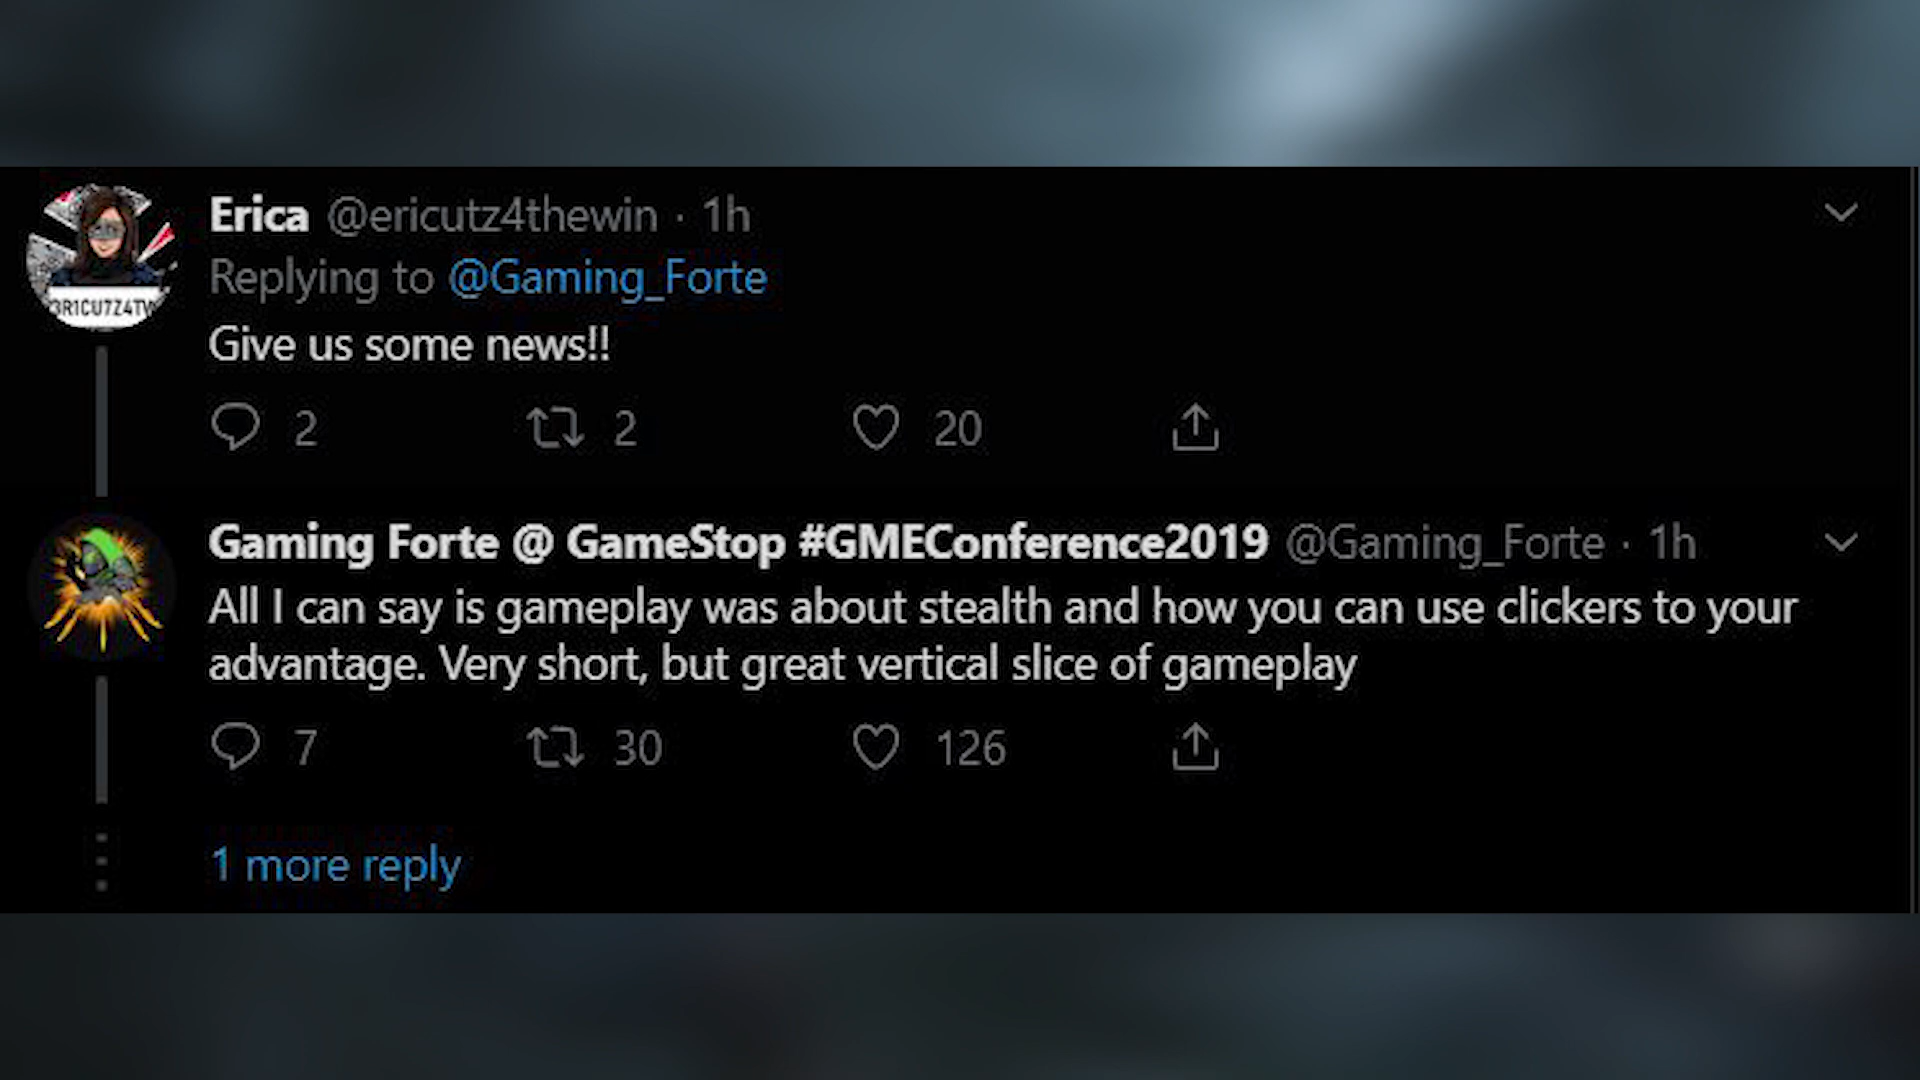 Erica @ericutz4thewin · 1h
Replying to @Gaming_Forte
3R1CU7Z4TW
Give us some news!!
2 2 20
Gaming Forte @ GameStop #GMEConference2019 @Gaming_Forte · 1h
All I can say is gameplay was about stealth and how you can use clickers to your
advantage. Very short, but great vertical slice of gameplay
7 30 126
1 more reply